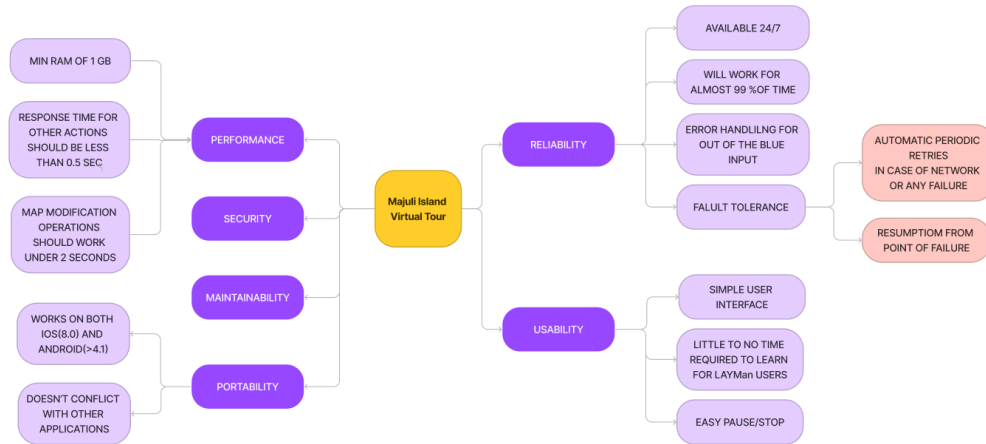 Majuli Island
Virtual Tour
PERFORMANCE
MIN RAM OF 1 GB
RESPONSE TIME FOR
OTHER ACTIONS
SHOULD BE LESS
THAN 0.5 SEC
MAP MODIFICATION
OPERATIONS
SHOULD WORK
UNDER 2 SECONDS
SECURITY
MAINTAINABILITY
PORTABILITY
WORKS ON BOTH
IOS(8.0) AND
ANDROID(>4.1)
DOESN'T CONFLICT
WITH OTHER
APPLICATIONS
RELIABILITY
AVAILABLE 24/7
WILL WORK FOR
ALMOST 99 %OF TIME
ERROR HANDLILNG FOR
OUT OF THE BLUE
INPUT
FALULT TOLERANCE
AUTOMATIC PERIODIC
RETRIES
IN CASE OF NETWORK
OR ANY FAILURE
RESUMPTIOM FROM
POINT OF FAILURE
USABILITY
SIMPLE USER
INTERFACE
LITTLE TO NO TIME
REQUIRED TO LEARN
FOR LAYMan USERS
EASY PAUSE/STOP